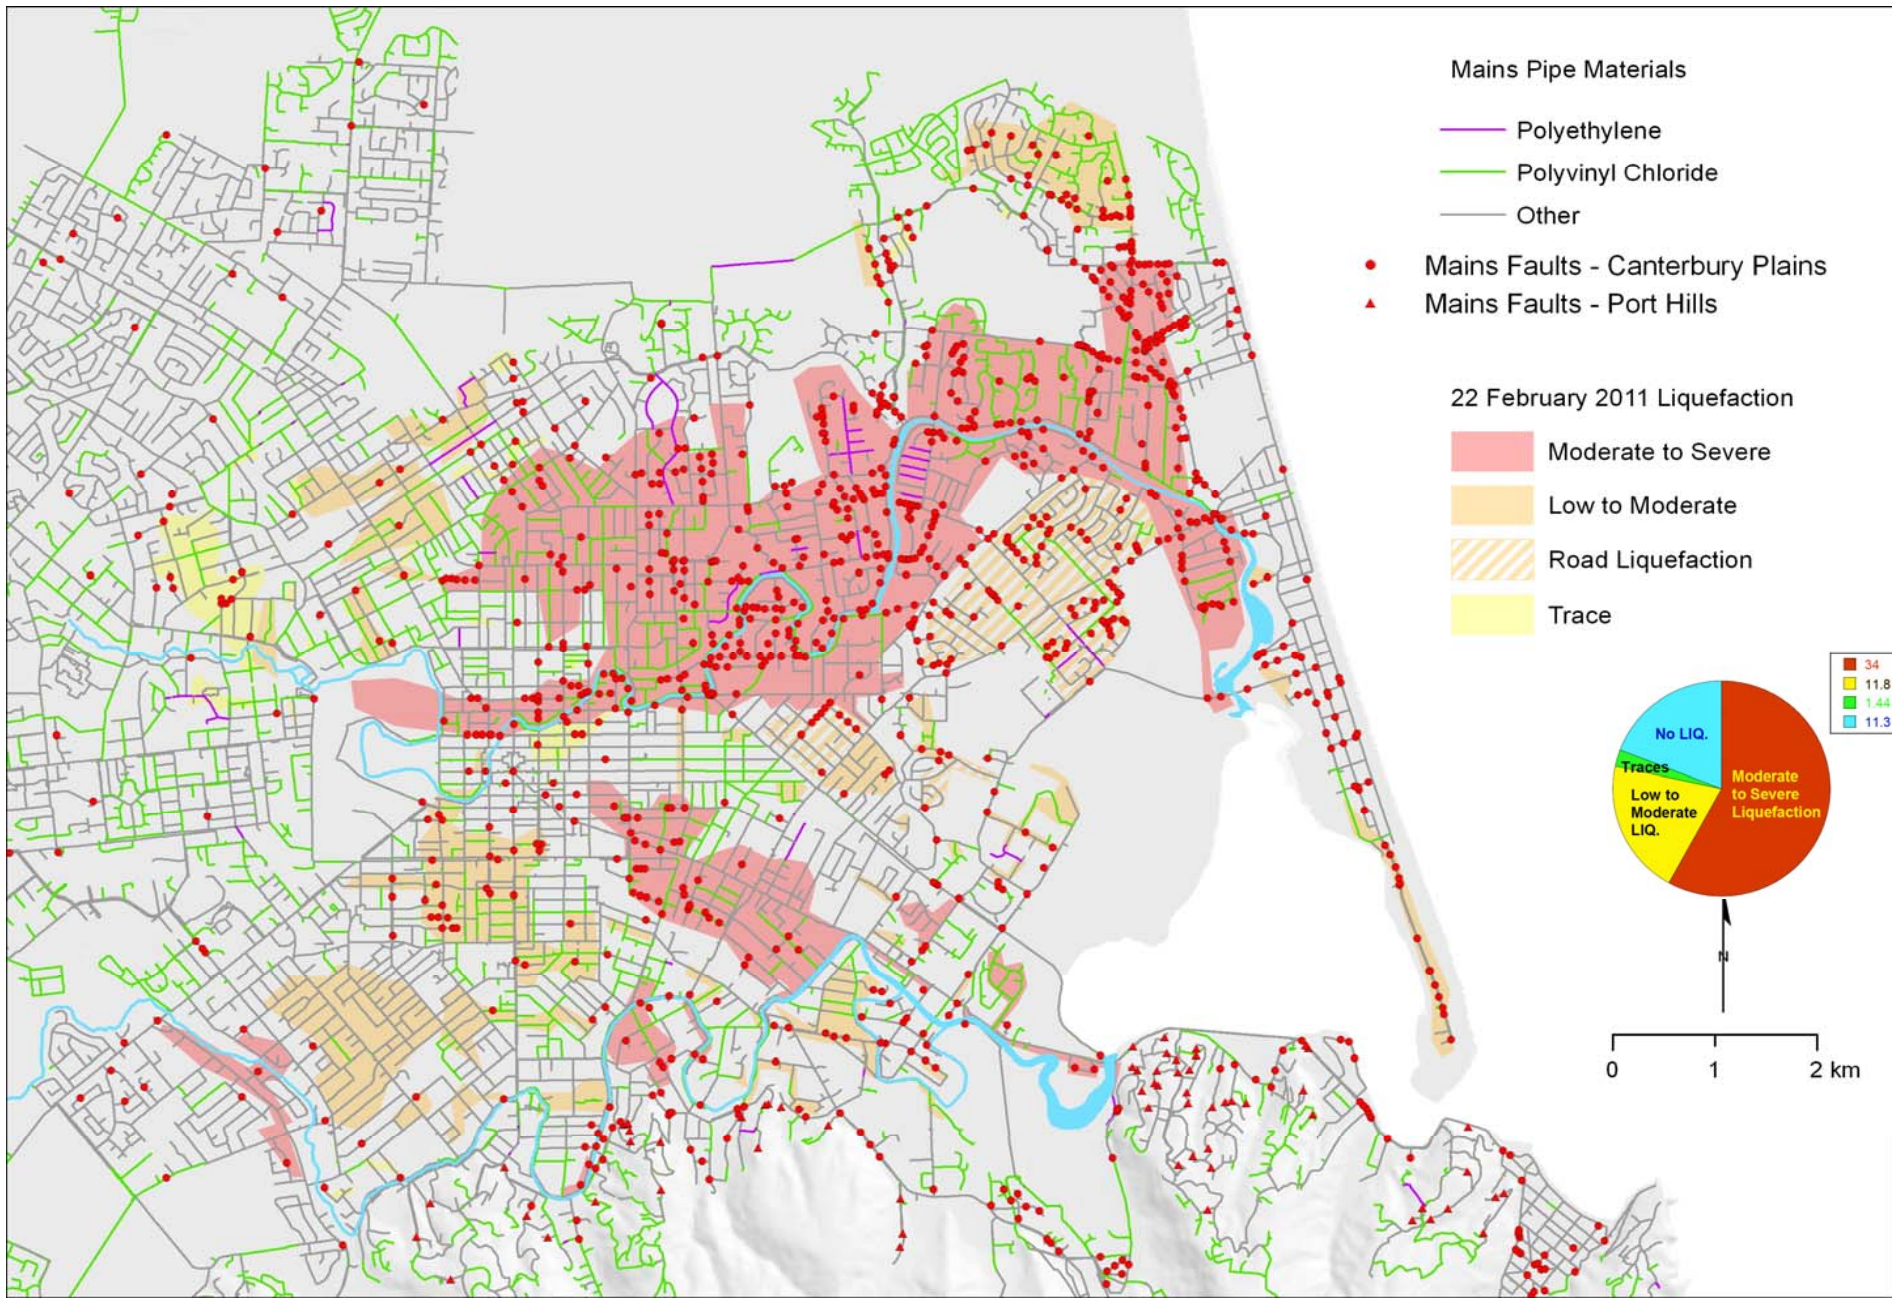 Mains Pipe Materials
Polyethylene
Polyvinyl Chloride
Other
Mains Faults - Canterbury Plains
Mains Faults - Port Hills
22 February 2011 Liquefaction
Moderate to Severe
Low to Moderate
Road Liquefaction
Trace
34
11.8
1.44
11.3
No LIQ.
Traces
Low to
Moderate
LIQ.
Moderate
to Severe
Liquefaction
N
0 1 2 km